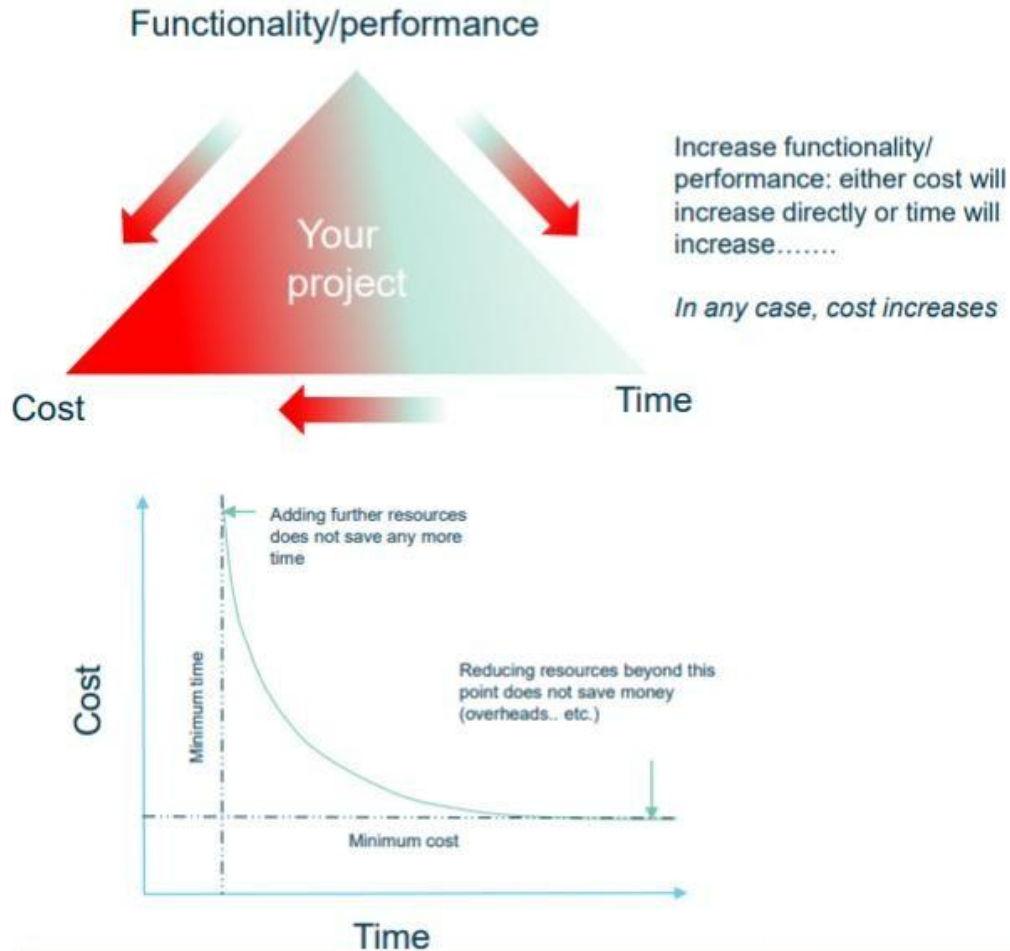 Functionality/performance
Increase functionality/
performance: either cost will
increase directly or time will
increase.......
In any case, cost increases
Your
project
Cost
Time
Adding further resources
does not save any more
time
Minimum time
Cost
Reducing resources beyond this
point does not save money
(overheads.. etc.)
Minimum cost
Time